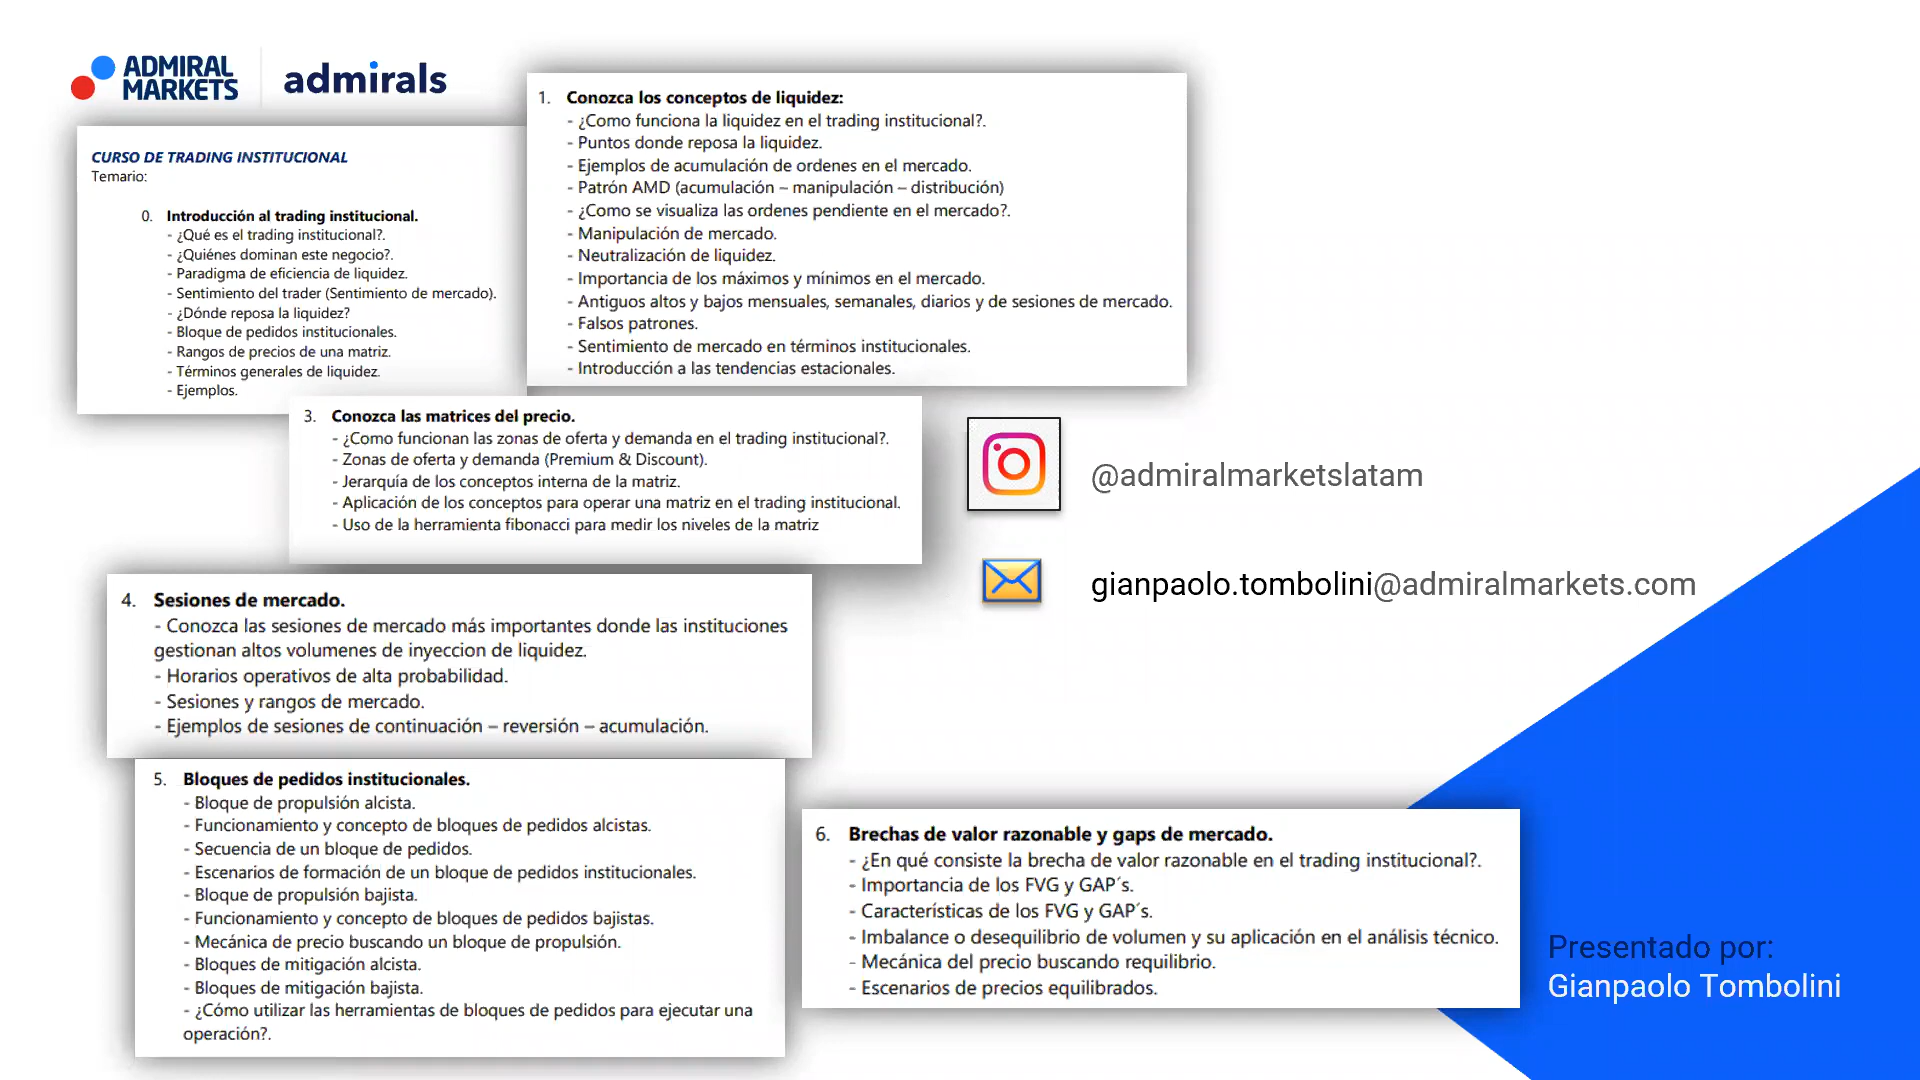 ADMIRAL
MARKETS
admirals
CURSO DE TRADING INSTITUCIONAL
Temario:
0. Introducción al trading institucional.
- ¿Qué es el trading institucional?.
- ¿Quiénes dominan este negocio?.
- Paradigma de eficiencia de liquidez.
- Sentimiento del trader (Sentimiento de mercado).
- ¿Dónde reposa la liquidez?
- Bloque de pedidos institucionales.
- Rangos de precios de una matriz.
- Términos generales de liquidez.
- Ejemplos.
1. Conozca los conceptos de liquidez:
- ¿Como funciona la liquidez en el trading institucional?.
- Puntos donde reposa la liquidez.
- Ejemplos de acumulación de ordenes en el mercado.
- Patrón AMD (acumulación – manipulación – distribución)
- ¿Como se visualiza las ordenes pendiente en el mercado?.
- Manipulación de mercado.
- Neutralización de liquidez.
- Importancia de los máximos y mínimos en el mercado.
- Antiguos altos y bajos mensuales, semanales, diarios y de sesiones de mercado.
- Falsos patrones.
- Sentimiento de mercado en términos institucionales.
- Introducción a las tendencias estacionales.
3. Conozca las matrices del precio.
- ¿Como funcionan las zonas de oferta y demanda en el trading institucional?.
- Zonas de oferta y demanda (Premium & Discount).
- Jerarquía de los conceptos interna de la matriz.
- Aplicación de los conceptos para operar una matriz en el trading institucional.
- Uso de la herramienta fibonacci para medir los niveles de la matriz
@admiralmarketslatam
gianpaolo.tombolini@admiralmarkets.com
4. Sesiones de mercado.
- Conozca las sesiones de mercado más importantes donde las instituciones
gestionan altos volumenes de inyeccion de liquidez.
- Horarios operativos de alta probabilidad.
- Sesiones y rangos de mercado.
- Ejemplos de sesiones de continuación – reversión – acumulación.
5. Bloques de pedidos institucionales.
- Bloque de propulsión alcista.
- Funcionamiento y concepto de bloques de pedidos alcistas.
- Secuencia de un bloque de pedidos.
- Escenarios de formación de un bloque de pedidos institucionales.
- Bloque de propulsión bajista.
- Funcionamiento y concepto de bloques de pedidos bajistas.
- Mecánica de precio buscando un bloque de propulsión.
- Bloques de mitigación alcista.
- Bloques de mitigación bajista.
- ¿Cómo utilizar las herramientas de bloques de pedidos para ejecutar una
operación?.
6. Brechas de valor razonable y gaps de mercado.
- ¿En qué consiste la brecha de valor razonable en el trading institucional?.
- Importancia de los FVG y GAP´s.
- Características de los FVG y GAP´s.
- Imbalance o desequilibrio de volumen y su aplicación en el análisis técnico.
- Mecánica del precio buscando requilibrio.
- Escenarios de precios equilibrados.
Presentado por:
Gianpaolo Tombolini